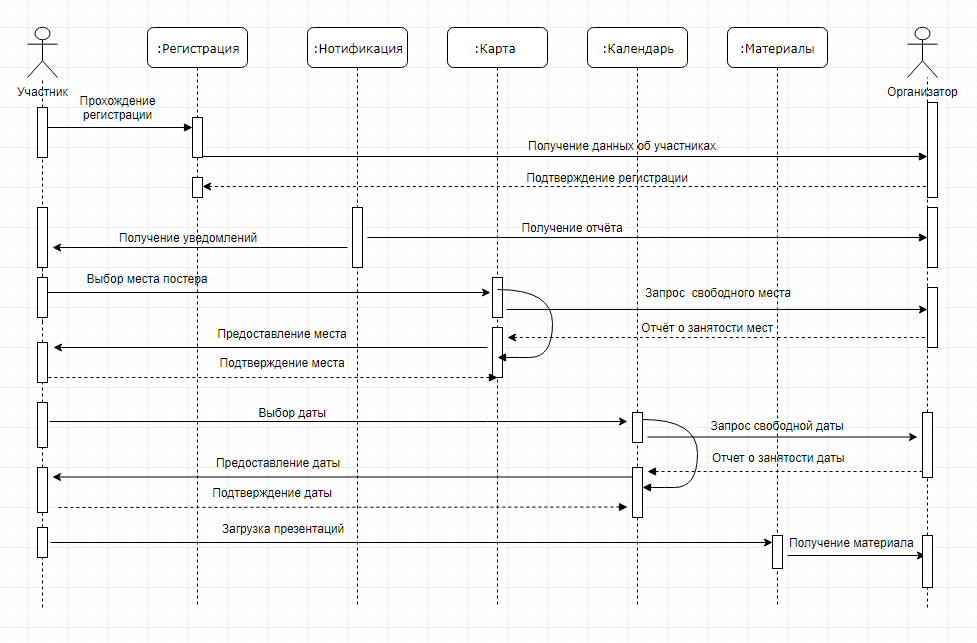 :Регистрация
:Нотификация
:Карта
:Календарь
:Материалы
Участник
Организатор
Прохождение
регистрации
Получение данных об участниках
Подтверждение регистрации
Получение отчёта
Получение уведомлений
Выбор места постера
Запрос  свободного места
Отчёт о занятости мест
Предоставление места
Подтверждение места
Выбор даты
Запрос свободной даты
Отчет о занятости даты
Предоставление даты
Подтверждение даты
Загрузка презентаций
Получение материала